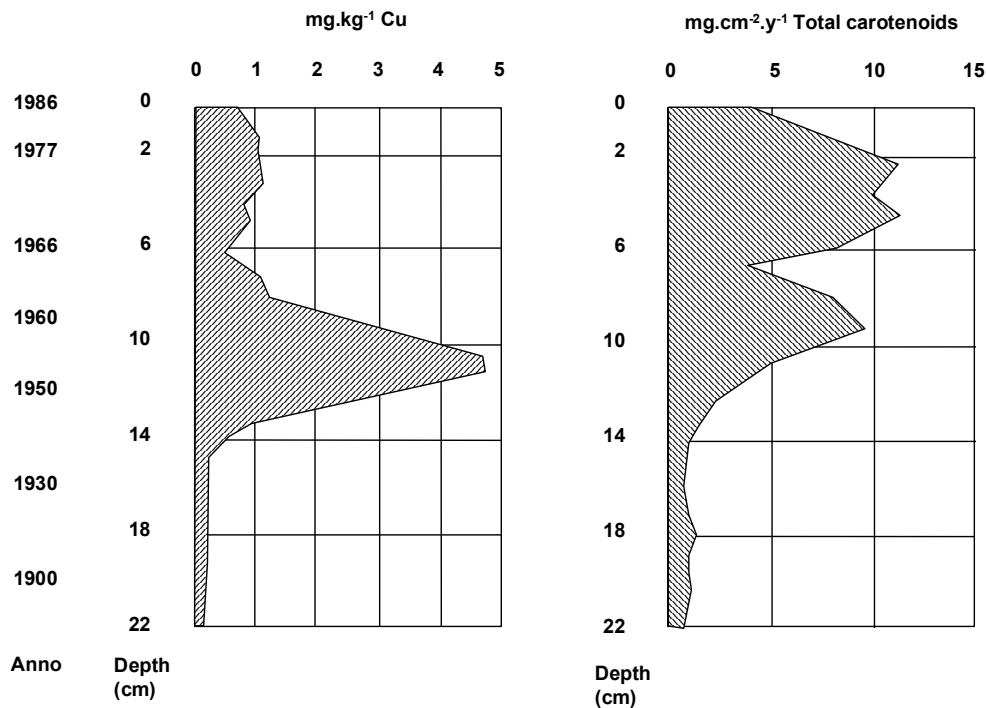 mg.kg⁻¹ Cu
0 1 2 3 4 5
1986
1977
1966
1960
1950
1930
1900
Anno
0
2
6
10
14
18
22
Depth
(cm)
mg.cm⁻².y⁻¹ Total carotenoids
0 5 10 15
0
2
6
10
14
18
22
Depth
(cm)